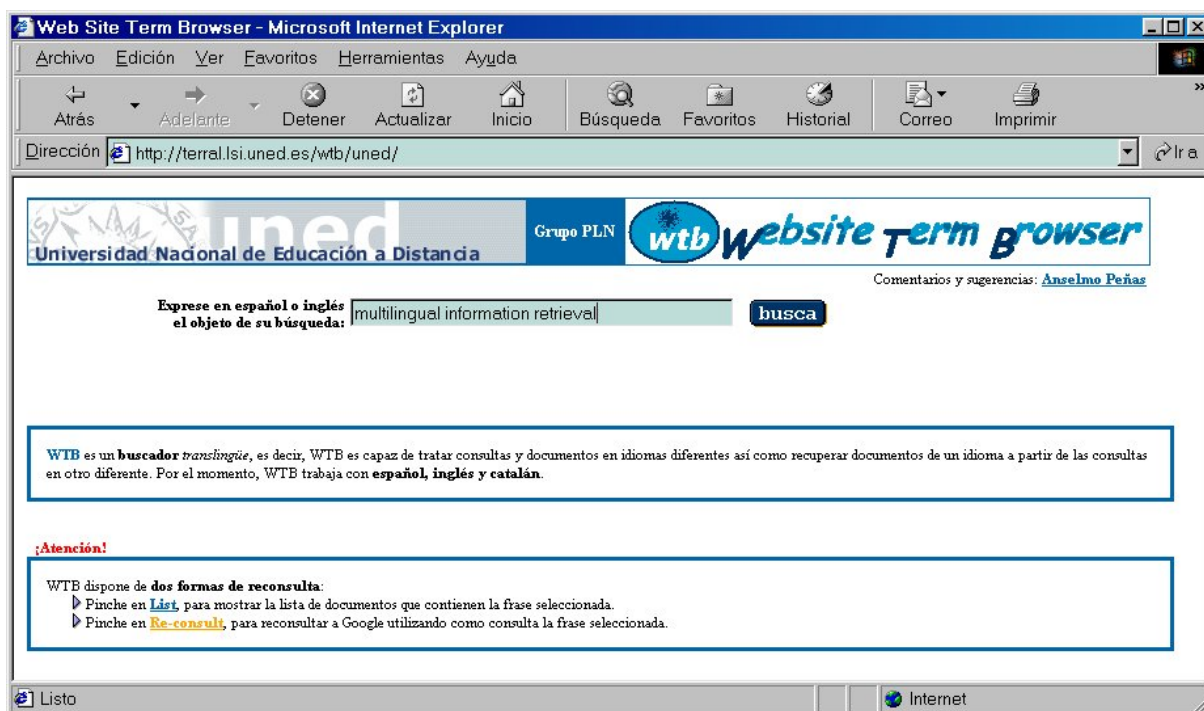 Web Site Term Browser - Microsoft Internet Explorer
Archivo Edición Ver Favoritos Herramientas Ayuda
Atrás Adelante Detener Actualizar Inicio Búsqueda Favoritos Historial Correo Imprimir »
Dirección http://terral.lsi.uned.es/wtb/uned/ Ir a
uned
Universidad Nacional de Educación a Distancia
Grupo PLN
wtb Website Term Browser
Comentarios y sugerencias: Anselmo Peñas
Exprese en español o inglés
el objeto de su búsqueda:
multilingual information retrieval
busca
WTB es un buscador translingüe, es decir, WTB es capaz de tratar consultas y documentos en idiomas diferentes así como recuperar documentos de un idioma a partir de las consultas
en otro diferente. Por el momento, WTB trabaja con español, inglés y catalán.
¡Atención!
WTB dispone de dos formas de reconsulta:
Pinche en List, para mostrar la lista de documentos que contienen la frase seleccionada.
Pinche en Re-consult, para reconsultar a Google utilizando como consulta la frase seleccionada.
Listo Internet